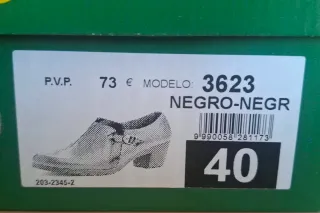 P.V.P. 73 € MODELO: 3623
NEGRO-NEGR
9990058281173
40
203-2345-Z